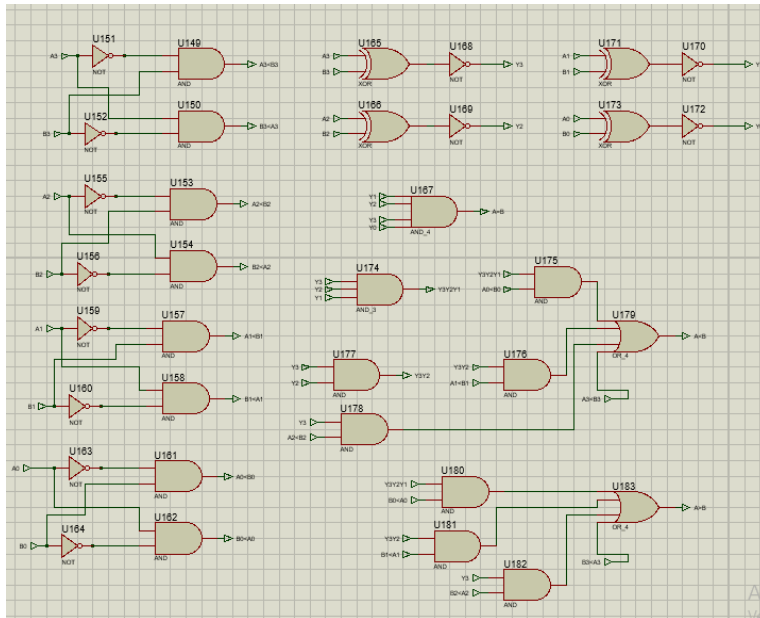 U151
U149
A3
NOT
AND
A3<B3
U150
U152
B3
NOT
AND
B3<A3
U165
U168
A3
B3
XOR
NOT
Y3
U166
U169
A2
B2
XOR
NOT
Y2
U171
U170
A1
B1
XOR
NOT
U173
U172
A0
B0
XOR
NOT
U155
U153
A2
NOT
AND
A2<B2
U154
U156
B2
NOT
AND
B2<A2
U167
Y1
Y2
Y3
Y0
AND_4
A=B
U159
U157
A1
NOT
AND
A1<B1
U158
U160
B1
NOT
AND
B1<A1
U174
Y3
Y2
Y1
AND_3
Y3Y2Y1
U175
Y3Y2Y1
A0<B0
AND
U179
OR_4
U177
Y3
Y2
AND
Y3Y2
U176
Y3Y2
A1<B1
AND
A3<B3
U178
Y3
A2<B2
AND
U163
U161
A0
NOT
AND
A0<B0
U162
U164
B0
NOT
AND
B0<A0
U180
Y3Y2Y1
B0<A0
AND
U183
OR_4
U181
Y3Y2
B1<A1
AND
B3<A3
U182
Y3
B2<A2
AND